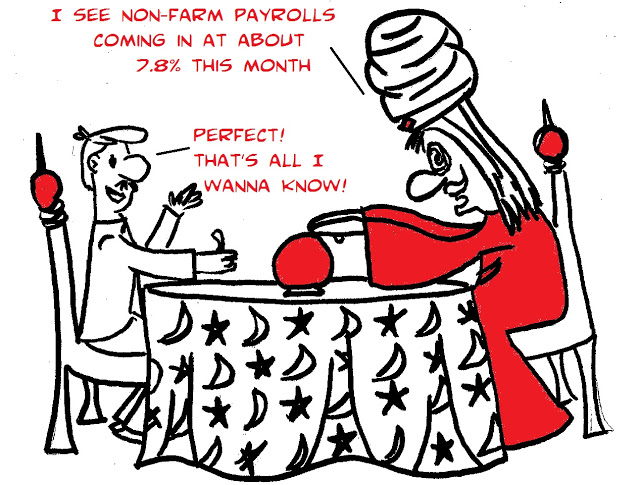 I SEE NON-FARM PAYROLLS
COMING IN AT ABOUT
7.8% THIS MONTH
PERFECT!
THAT'S ALL I
WANNA KNOW!